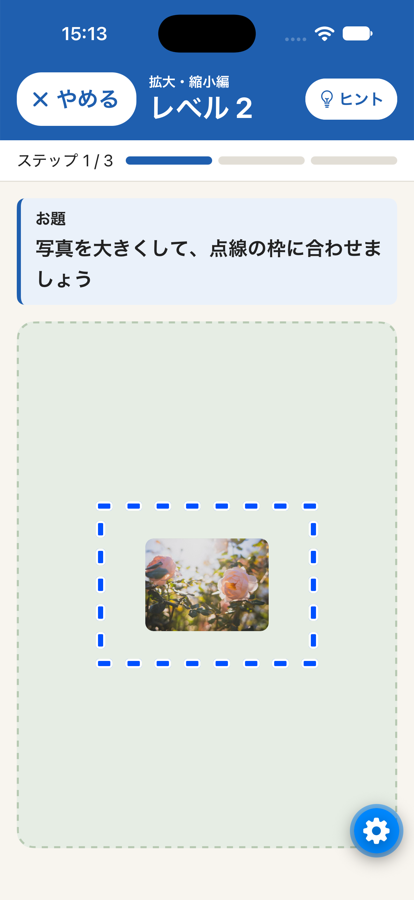 15:13
やめる
拡大・縮小編
レベル 2
ヒント
ステップ 1 / 3
お題
写真を大きくして、点線の枠に合わせま
しょう